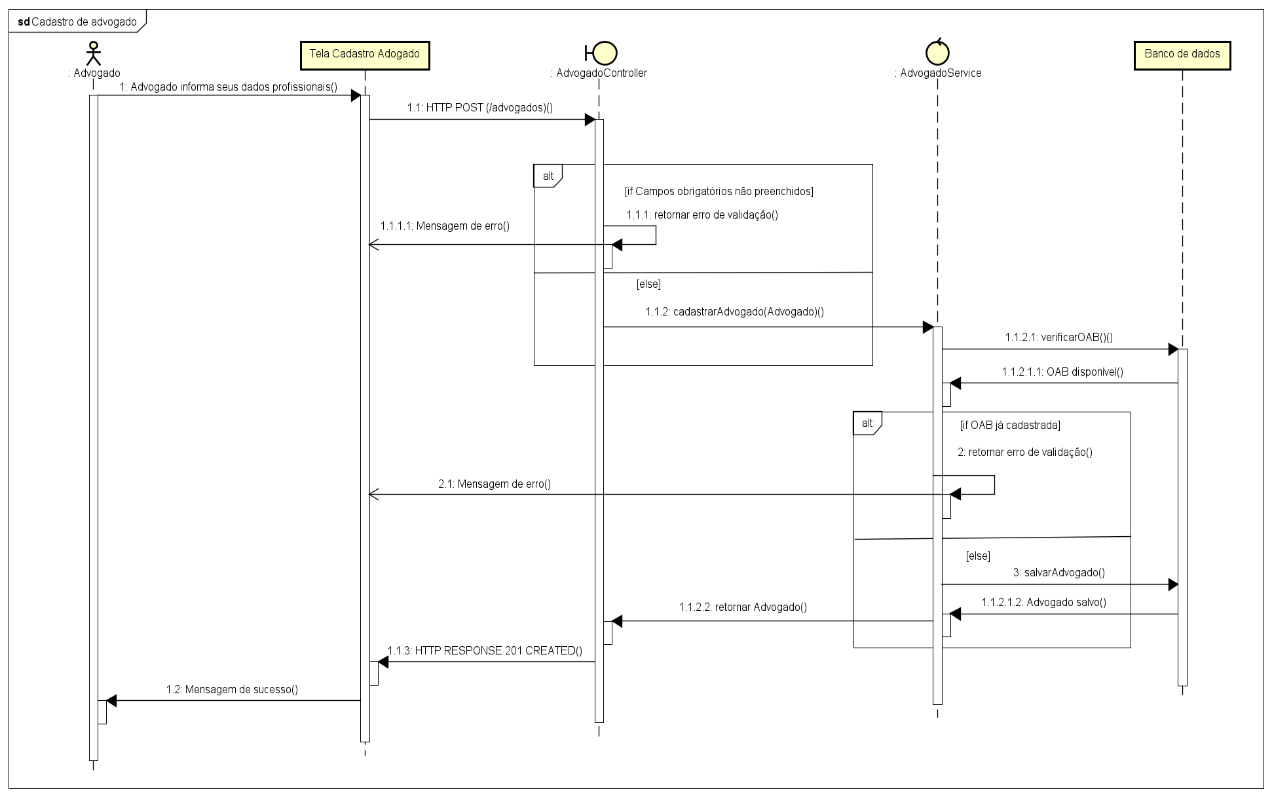 sd Cadastro de advogado
: Advogado
Tela Cadastro Adogado
: AdvogadoController
: AdvogadoService
Banco de dados
1: Advogado informa seus dados profissionais()
1.1: HTTP POST (/advogados)()
alt
[if Campos obrigatórios não preenchidos]
1.1.1: retornar erro de validação()
1.1.1.1: Mensagem de erro()
[else]
1.1.2: cadastrarAdvogado(Advogado)()
1.1.2.1: verificarOAB()()
1.1.2.1.1: OAB disponível()
alt
[if OAB já cadastrada]
2: retornar erro de validação()
2.1: Mensagem de erro()
[else]
3: salvarAdvogado()
1.1.2.1.2: Advogado salvo()
1.1.2.2: retornar Advogado()
1.1.3: HTTP RESPONSE 201 CREATED()
1.2: Mensagem de sucesso()